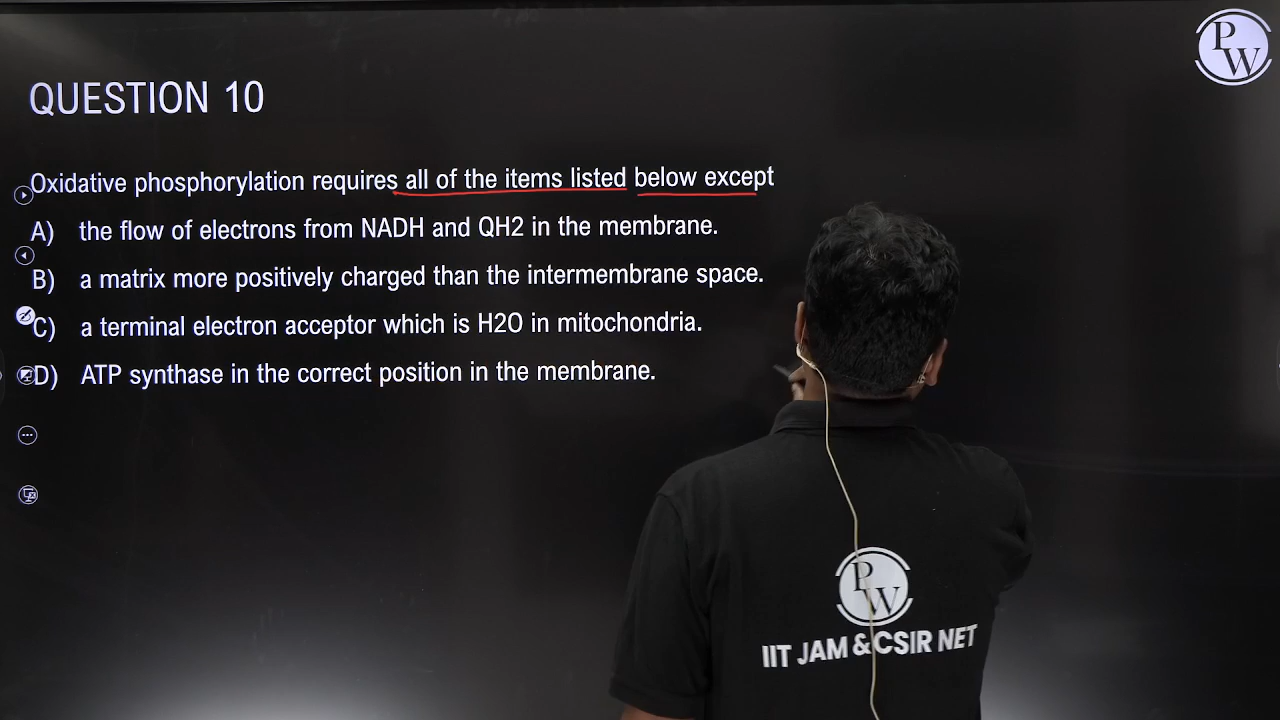 PW
QUESTION 10
Oxidative phosphorylation requires all of the items listed below except
A) the flow of electrons from NADH and QH2 in the membrane.
B) a matrix more positively charged than the intermembrane space.
C) a terminal electron acceptor which is H2O in mitochondria.
D) ATP synthase in the correct position in the membrane.
PW
IIT JAM & CSIR NET